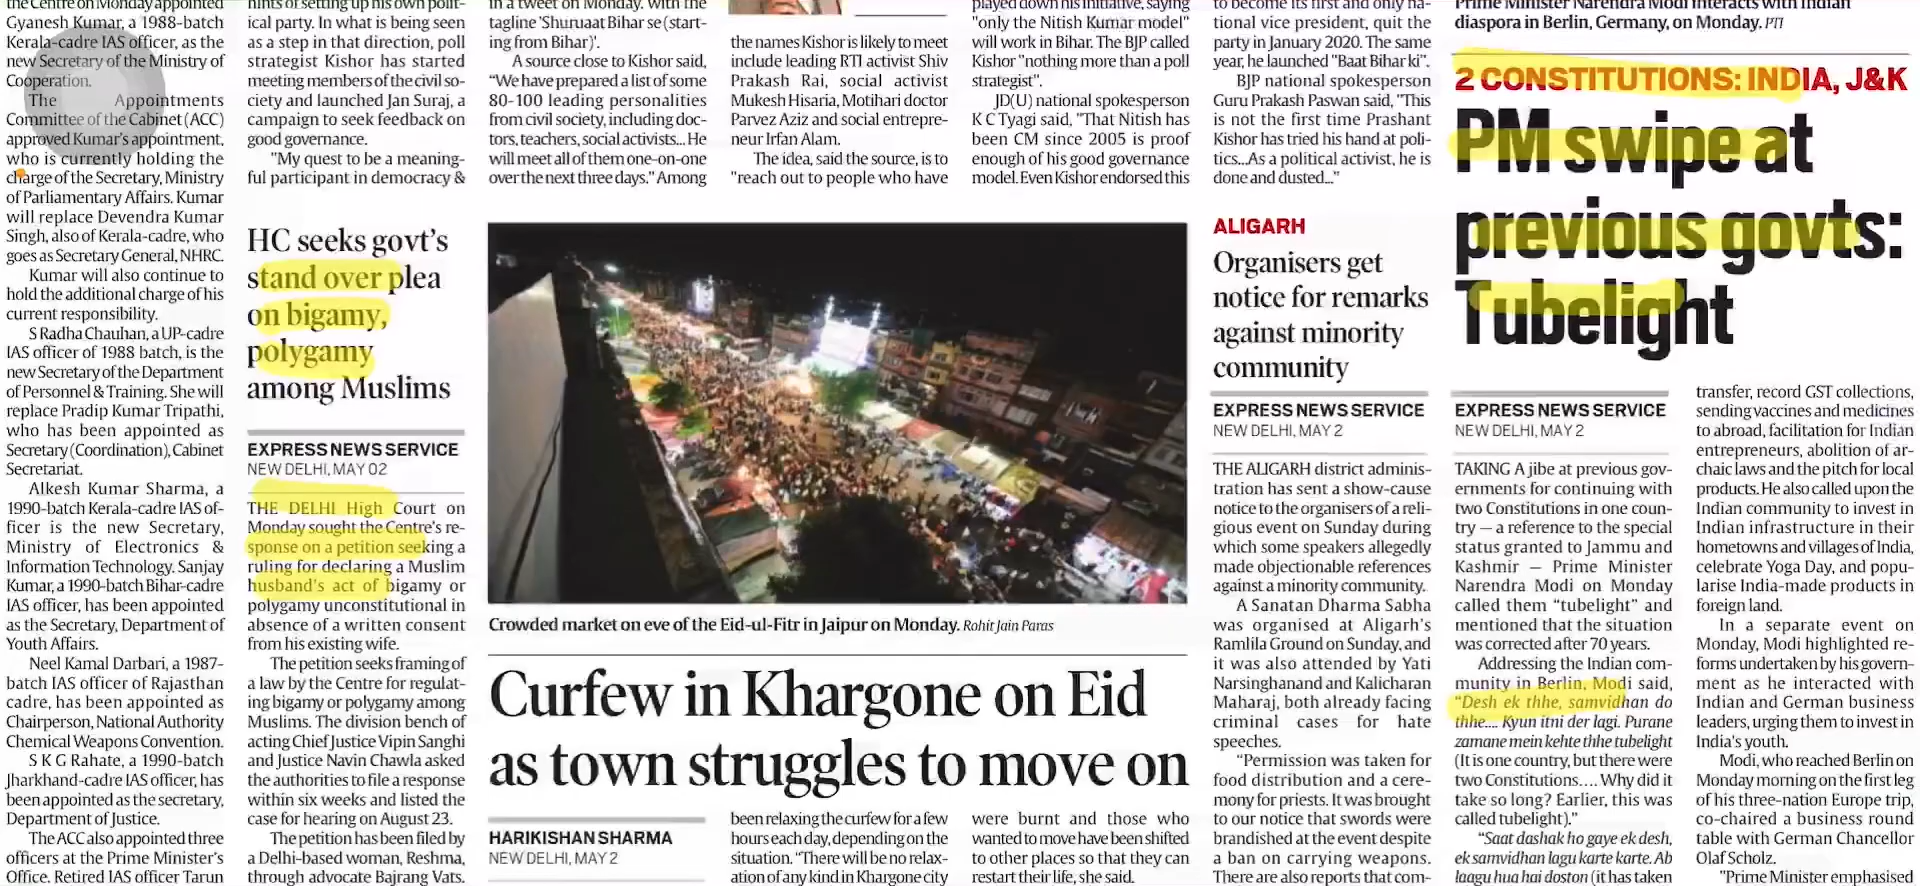 the Centre on Monday appointed
Gyanesh Kumar, a 1988-batch
Kerala-cadre IAS officer, as the
new Secretary of the Ministry of
Cooperation.
The Appointments
Committee of the Cabinet (ACC)
approved Kumar's appointment,
who is currently holding the
charge of the Secretary, Ministry
of Parliamentary Affairs. Kumar
will replace Devendra Kumar
Singh, also of Kerala-cadre, who
goes as Secretary General, NHRC.
Kumar will also continue to
hold the additional charge of his
current responsibility.
S Radha Chauhan, a UP-cadre
IAS officer of 1988 batch, is the
new Secretary of the Department
of Personnel & Training. She will
replace Pradip Kumar Tripathi,
who has been appointed as
Secretary (Coordination), Cabinet
Secretariat.
Alkesh Kumar Sharma, a
1990-batch Kerala-cadre IAS of-
ficer is the new Secretary,
Ministry of Electronics &
Information Technology. Sanjay
Kumar, a 1990-batch Bihar-cadre
IAS officer, has been appointed
as the Secretary, Department of
Youth Affairs.
Neel Kamal Darbari, a 1987-
batch IAS officer of Rajasthan
cadre, has been appointed as
Chairperson, National Authority
Chemical Weapons Convention.
S K G Rahate, a 1990-batch
Jharkhand-cadre IAS officer, has
been appointed as the secretary,
Department of Justice.
The ACC also appointed three
officers at the Prime Minister's
Office. Retired IAS officer Tarun
hints of setting up his own polit-
ical party. In what is being seen
as a step in that direction, poll
strategist Kishor has started
meeting members of the civil so-
ciety and launched Jan Suraj, a
campaign to seek feedback on
good governance.
"My quest to be a meaning-
ful participant in democracy &
in a tweet on Monday, with the
tagline 'Shuruaat Bihar se (start-
ing from Bihar)'.
A source close to Kishor said,
"We have prepared a list of some
80-100 leading personalities
from civil society, including doc-
tors, teachers, social activists... He
will meet all of them one-on-one
over the next three days." Among
the names Kishor is likely to meet
include leading RTI activist Shiv
Prakash Rai, social activist
Mukesh Hisaria, Motihari doctor
Parvez Aziz and social entrepre-
neur Irfan Alam.
The idea, said the source, is to
"reach out to people who have
played down his initiative, saying
"only the Nitish Kumar model"
will work in Bihar. The BJP called
Kishor "nothing more than a poll
strategist".
JD(U) national spokesperson
K C Tyagi said, "That Nitish has
been CM since 2005 is proof
enough of his good governance
model. Even Kishor endorsed this
to become its first and only na-
tional vice president, quit the
party in January 2020. The same
year, he launched "Baat Bihar ki".
BJP national spokesperson
Guru Prakash Paswan said, "This
is not the first time Prashant
Kishor has tried his hand at poli-
tics...As a political activist, he is
done and dusted..."
HC seeks govt's
stand over plea
on bigamy,
polygamy
among Muslims
EXPRESS NEWS SERVICE
NEW DELHI, MAY 02
THE DELHI High Court on
Monday sought the Centre's re-
sponse on a petition seeking a
ruling for declaring a Muslim
husband's act of bigamy or
polygamy unconstitutional in
absence of a written consent
from his existing wife.
The petition seeks framing of
a law by the Centre for regulat-
ing bigamy or polygamy among
Muslims. The division bench of
acting Chief Justice Vipin Sanghi
and Justice Navin Chawla asked
the authorities to file a response
within six weeks and listed the
case for hearing on August 23.
The petition has been filed by
a Delhi-based woman, Reshma,
through advocate Bajrang Vats.
Crowded market on eve of the Eid-ul-Fitr in Jaipur on Monday. Rohit Jain Paras
Curfew in Khargone on Eid
as town struggles to move on
HARIKISHAN SHARMA
NEW DELHI, MAY 2
been relaxing the curfew for a few
hours each day, depending on the
situation. "There will be no relax-
ation of any kind in Khargone city
were burnt and those who
wanted to move have been shifted
to other places so that they can
restart their life, she said.
ALIGARH
Organisers get
notice for remarks
against minority
community
EXPRESS NEWS SERVICE
NEW DELHI, MAY 2
THE ALIGARH district adminis-
tration has sent a show-cause
notice to the organisers of a reli-
gious event on Sunday during
which some speakers allegedly
made objectionable references
against a minority community.
A Sanatan Dharma Sabha
was organised at Aligarh's
Ramlila Ground on Sunday, and
it was also attended by Yati
Narsinghanand and Kalicharan
Maharaj, both already facing
criminal cases for hate
speeches.
"Permission was taken for
food distribution and a cere-
mony for priests. It was brought
to our notice that swords were
brandished at the event despite
a ban on carrying weapons.
There are also reports that com-
Prime Minister Narendra Modi interacts with Indian
diaspora in Berlin, Germany, on Monday. PTI
2 CONSTITUTIONS: INDIA, J&K
PM swipe at
previous govts:
Tubelight
EXPRESS NEWS SERVICE
NEW DELHI, MAY 2
TAKING A jibe at previous gov-
ernments for continuing with
two Constitutions in one coun-
try — a reference to the special
status granted to Jammu and
Kashmir — Prime Minister
Narendra Modi on Monday
called them "tubelight" and
mentioned that the situation
was corrected after 70 years.
Addressing the Indian com-
munity in Berlin, Modi said,
"Desh ek thhe, samvidhan do
thhe.... Kyun itni der lagi. Purane
zamane mein kehte thhe tubelight
(It is one country, but there were
two Constitutions.... Why did it
take so long? Earlier, this was
called tubelight)."
"Saat dashak ho gaye ek desh,
ek samvidhan lagu karte karte. Ab
laagu hua hai doston (it has taken
transfer, record GST collections,
sending vaccines and medicines
to abroad, facilitation for Indian
entrepreneurs, abolition of ar-
chaic laws and the pitch for local
products. He also called upon the
Indian community to invest in
Indian infrastructure in their
hometowns and villages of India,
celebrate Yoga Day, and popu-
larise India-made products in
foreign land.
In a separate event on
Monday, Modi highlighted re-
forms undertaken by his govern-
ment as he interacted with
Indian and German business
leaders, urging them to invest in
India's youth.
Modi, who reached Berlin on
Monday morning on the first leg
of his three-nation Europe trip,
co-chaired a business round
table with German Chancellor
Olaf Scholz.
"Prime Minister emphasised